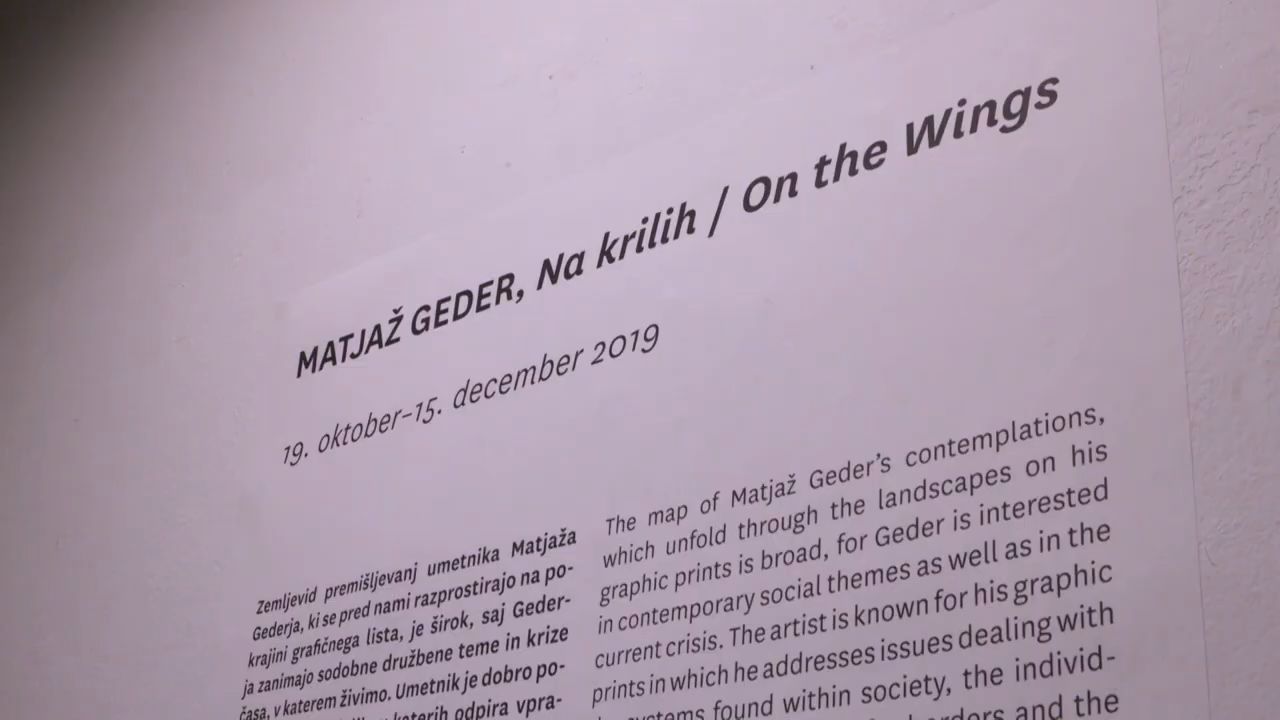 MATJAŽ GEDER, Na krilih / On the Wings
19. oktober–15. december 2019
Zemljevid premišljevanj umetnika Matjaža
Gederja, ki se pred nami razprostirajo na po-
krajini grafičnega lista, je širok, saj Geder-
ja zanimajo sodobne družbene teme in krize
časa, v katerem živimo. Umetnik je dobro po-
katerih odpira vpra-
The map of Matjaž Geder’s contemplations,
which unfold through the landscapes on his
graphic prints is broad, for Geder is interested
in contemporary social themes as well as in the
current crisis. The artist is known for his graphic
prints in which he addresses issues dealing with
found within society, the individ-
and the